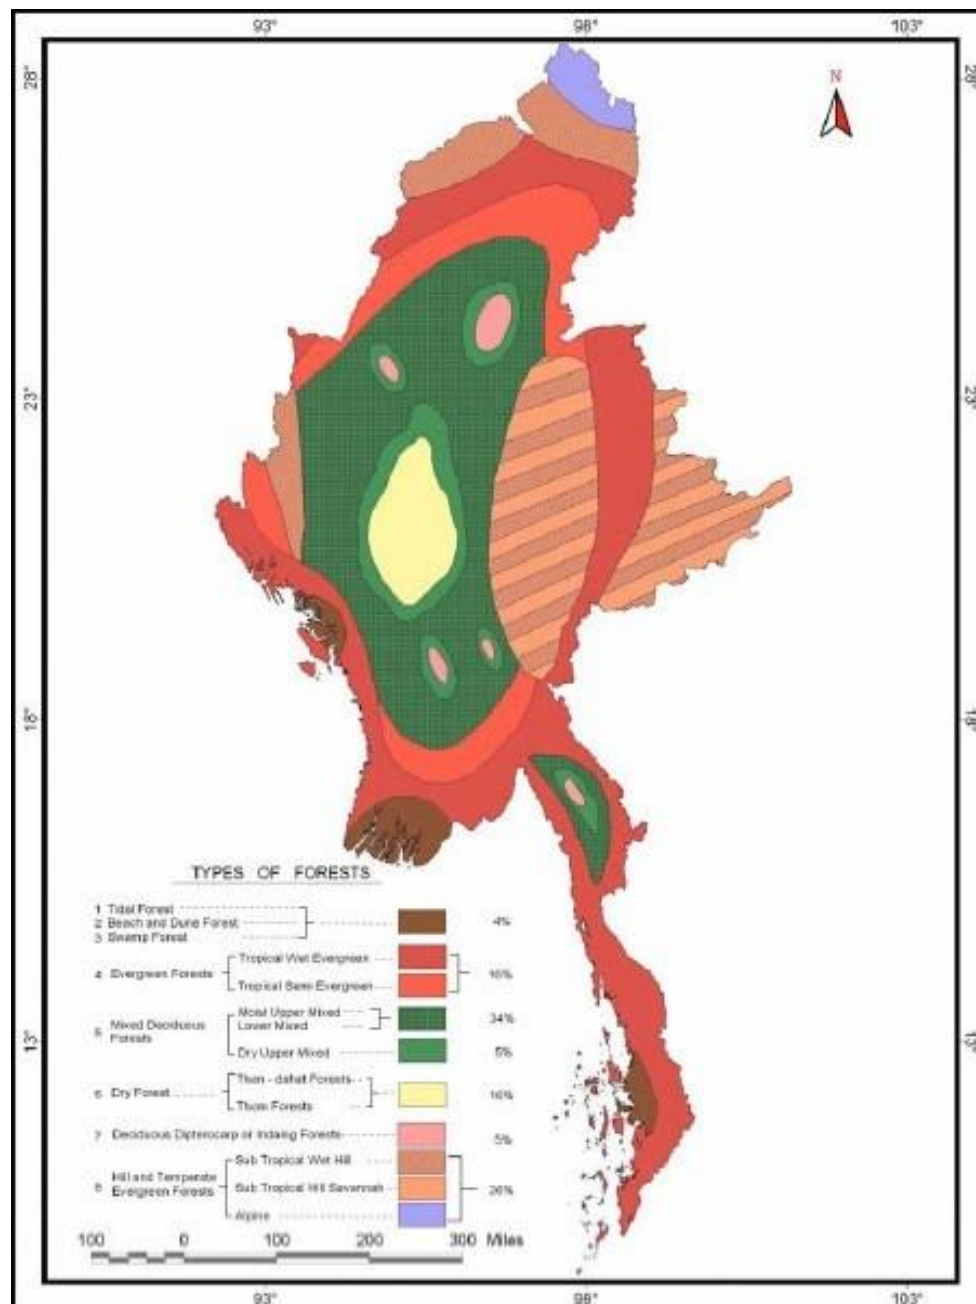 93° 98° 103°
28° 28°
N
23° 23°
18° 18°
13° 13°
TYPES OF FORESTS
1 Tidal Forest
2 Beach and Dune Forest 4%
3 Swamp Forest
4 Evergreen Forests
Tropical Wet Evergreen
16%
Tropical Semi Evergreen
5 Mixed Deciduous Forests
Moist Upper Mixed
34%
Lower Mixed
Dry Upper Mixed 5%
6 Dry Forest
Than - dahat Forests
10%
Thorn Forests
7 Deciduous Dipterocarp or Indaing Forests 5%
8 Hill and Temperate Evergreen Forests
Sub Tropical Wet Hill
Sub Tropical Hill Savannah 26%
Alpine
100 0 100 200 300 Miles
93° 98° 103°